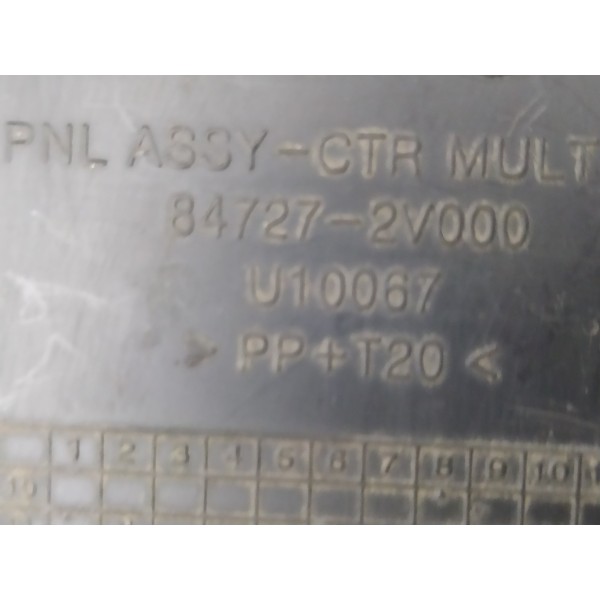 PNL ASSY-CTR MULT
84727-2V000
U10067
> PP+T20 <
1 2 3 4 5 6 7 8 9 10
10